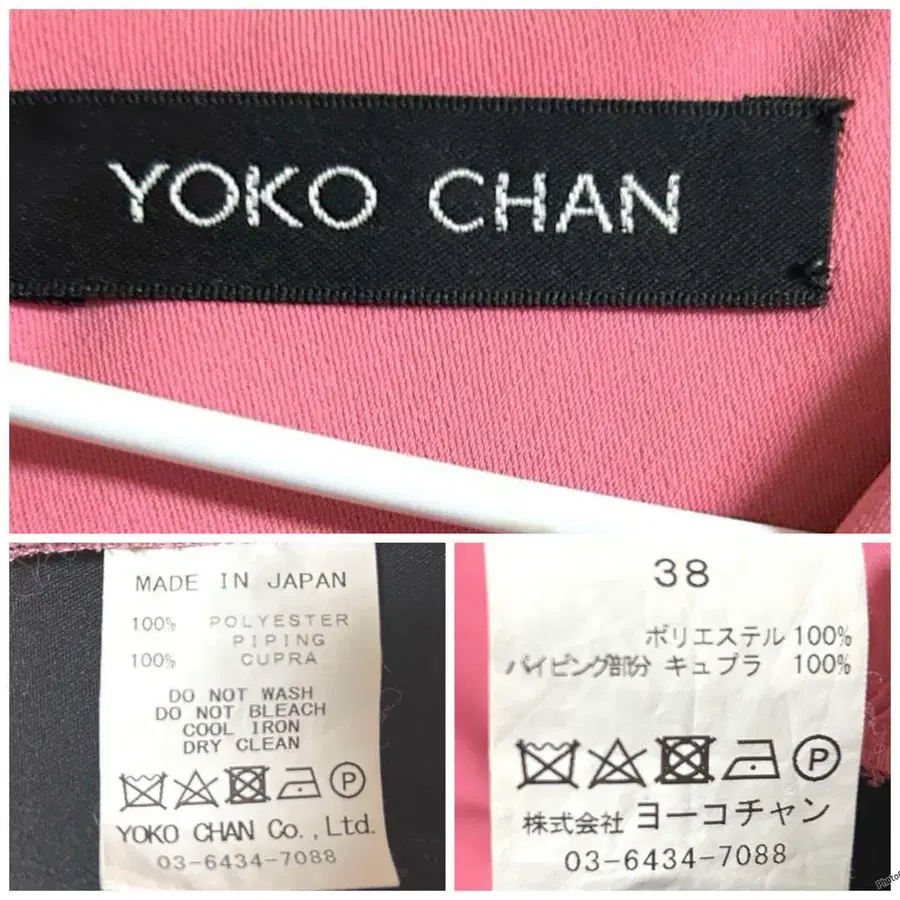 YOKO CHAN
MADE IN JAPAN
100% POLYESTER
PIPING
100% CUPRA
DO NOT WASH
DO NOT BLEACH
COOL IRON
DRY CLEAN
P
YOKO CHAN Co., Ltd.
03-6434-7088
38
ポリエステル 100%
パイピング部分 キュプラ 100%
P
株式会社 ヨーコチャン
03-6434-7088